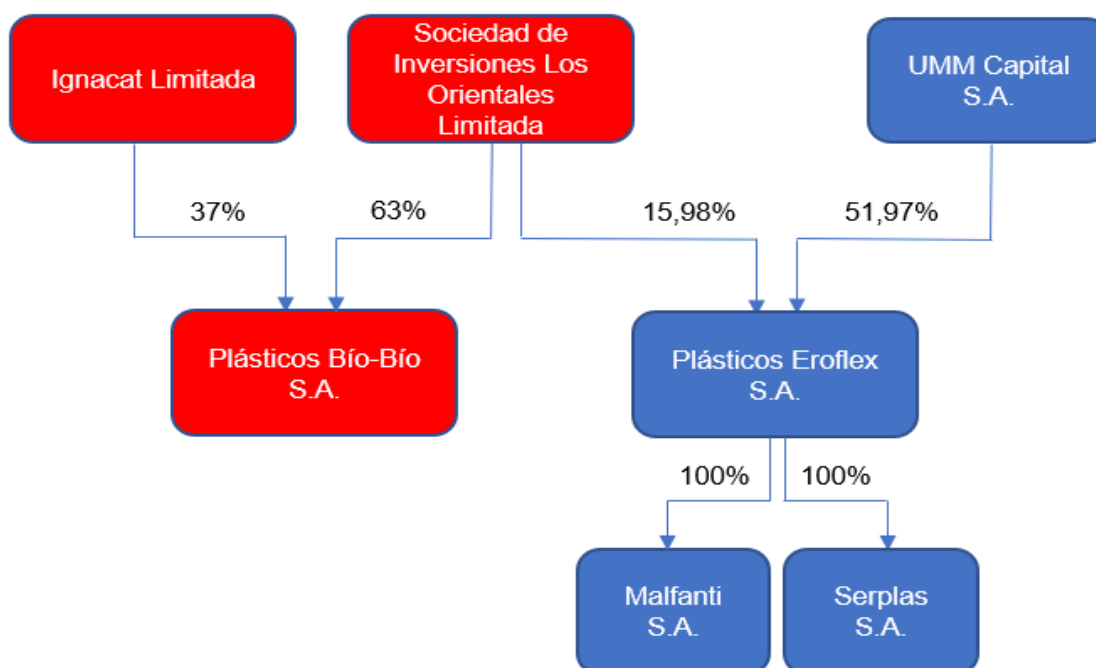 Ignacat Limitada
Sociedad de
Inversiones Los
Orientales
Limitada
UMM Capital
S.A.
37%
63%
15,98%
51,97%
Plásticos Bío-Bío
S.A.
Plásticos Eroflex
S.A.
100%
100%
Malfanti
S.A.
Serplas
S.A.